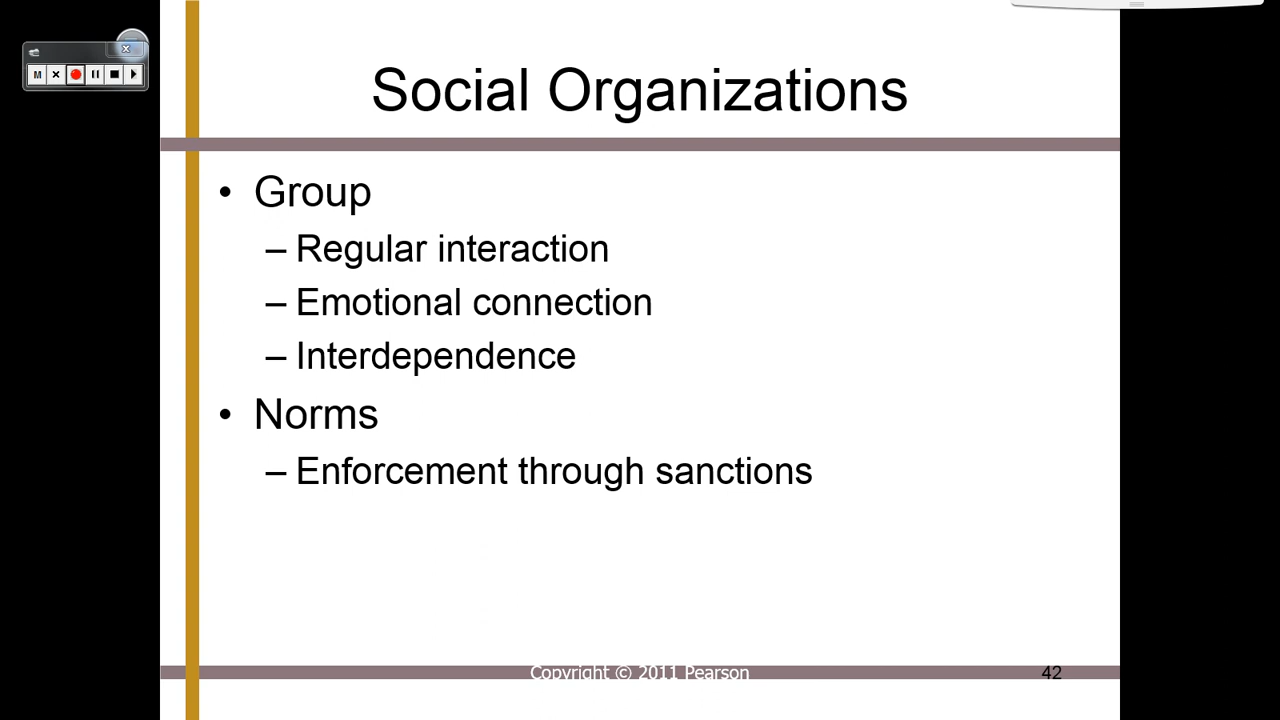 M
Social Organizations
• Group
– Regular interaction
– Emotional connection
– Interdependence
• Norms
– Enforcement through sanctions
Copyright © 2011 Pearson
42